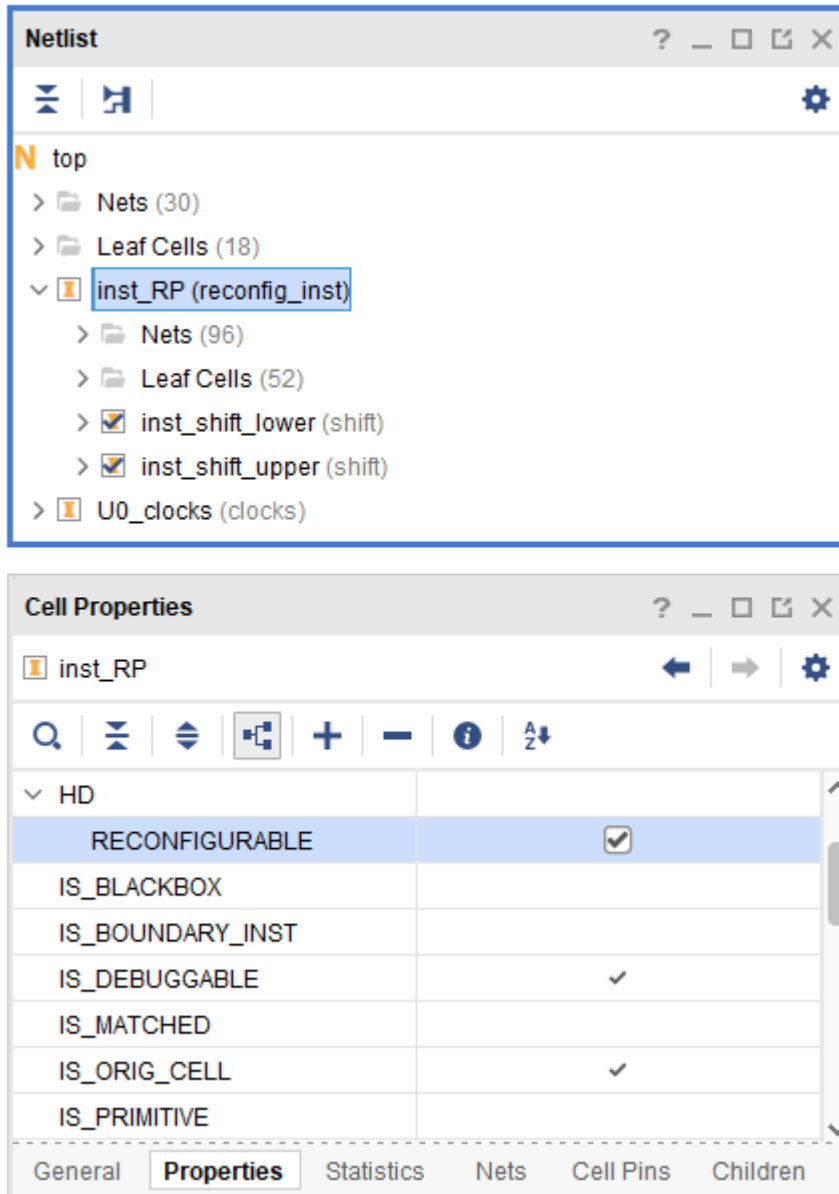 Netlist
N top
Nets (30)
Leaf Cells (18)
inst_RP (reconfig_inst)
Nets (96)
Leaf Cells (52)
inst_shift_lower (shift)
inst_shift_upper (shift)
U0_clocks (clocks)
Cell Properties
inst_RP
HD
RECONFIGURABLE
IS_BLACKBOX
IS_BOUNDARY_INST
IS_DEBUGGABLE
IS_MATCHED
IS_ORIG_CELL
IS_PRIMITIVE
General Properties Statistics Nets Cell Pins Children